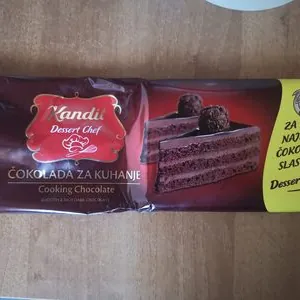 Kandit
Dessert Chef
ČOKOLADA ZA KUHANJE
Cooking Chocolate
ZA
NAJ
ČOKO
SLAS
Dessert